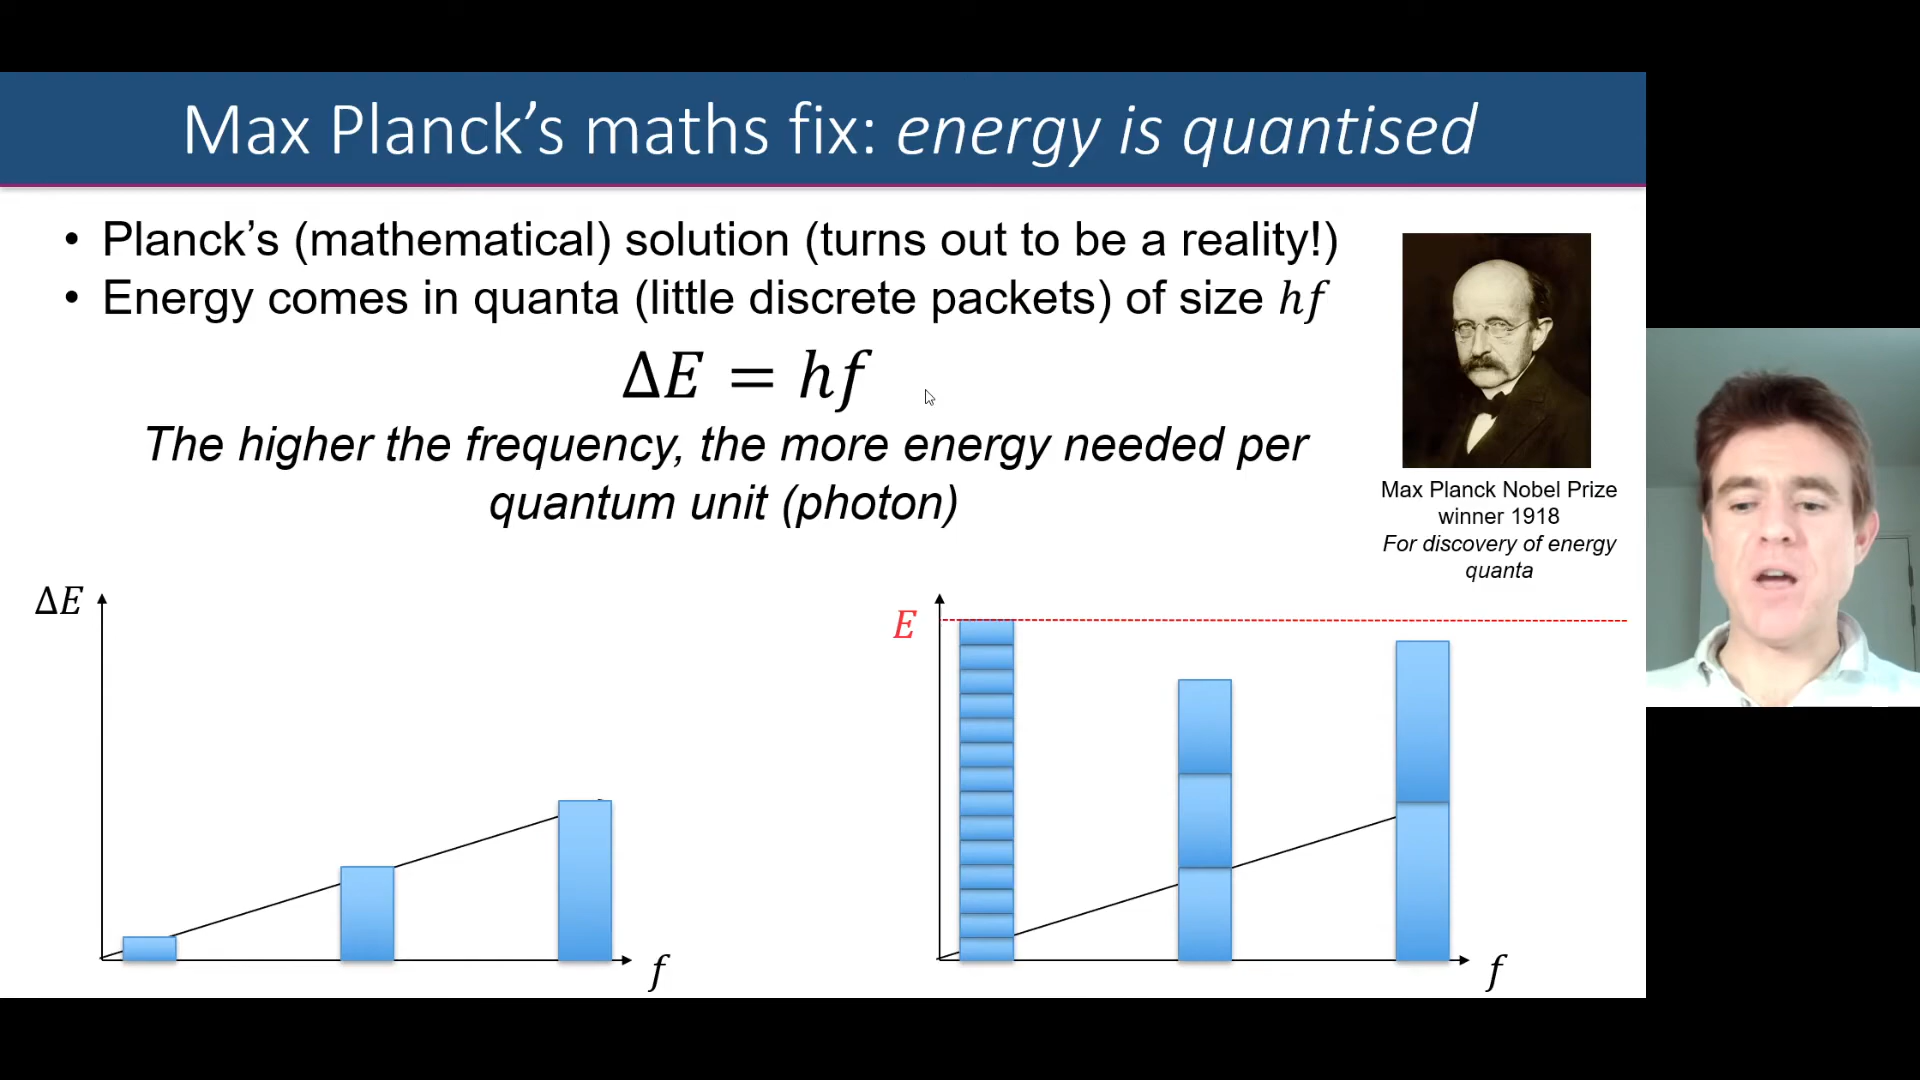 Max Planck’s maths fix: energy is quantised
• Planck’s (mathematical) solution (turns out to be a reality!)
• Energy comes in quanta (little discrete packets) of size hf
ΔE = hf
The higher the frequency, the more energy needed per
quantum unit (photon)
Max Planck Nobel Prize
winner 1918
For discovery of energy
quanta
ΔE
f
E
f